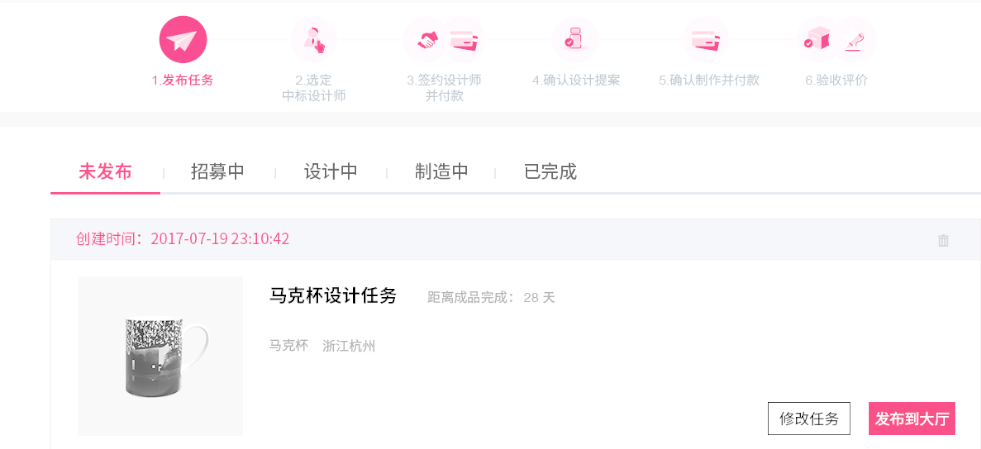 1.发布任务
2.选定
中标设计师
3.签约设计师
并付款
4.确认设计提案
5.确认制作并付款
6.验收评价
未发布
招募中
设计中
制造中
已完成
创建时间：2017-07-19 23:10:42
马克杯设计任务
距离成品完成：28 天
马克杯 浙江杭州
修改任务
发布到大厅